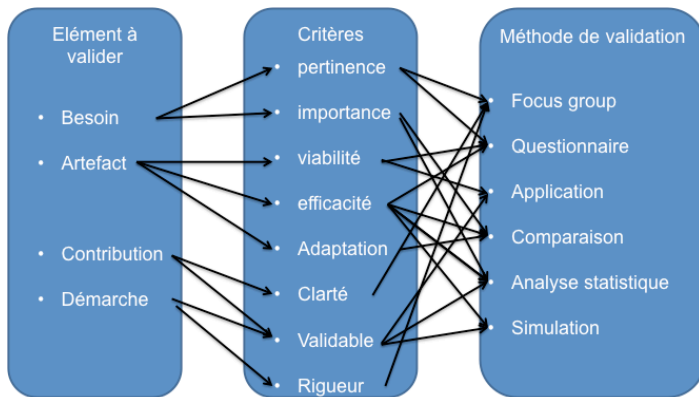 Elément à
valider
• Besoin
• Artefact
• Contribution
• Démarche
Critères
• pertinence
• importance
• viabilité
• efficacité
• Adaptation
• Clarté
• Validable
• Rigueur
Méthode de validation
• Focus group
• Questionnaire
• Application
• Comparaison
• Analyse statistique
• Simulation